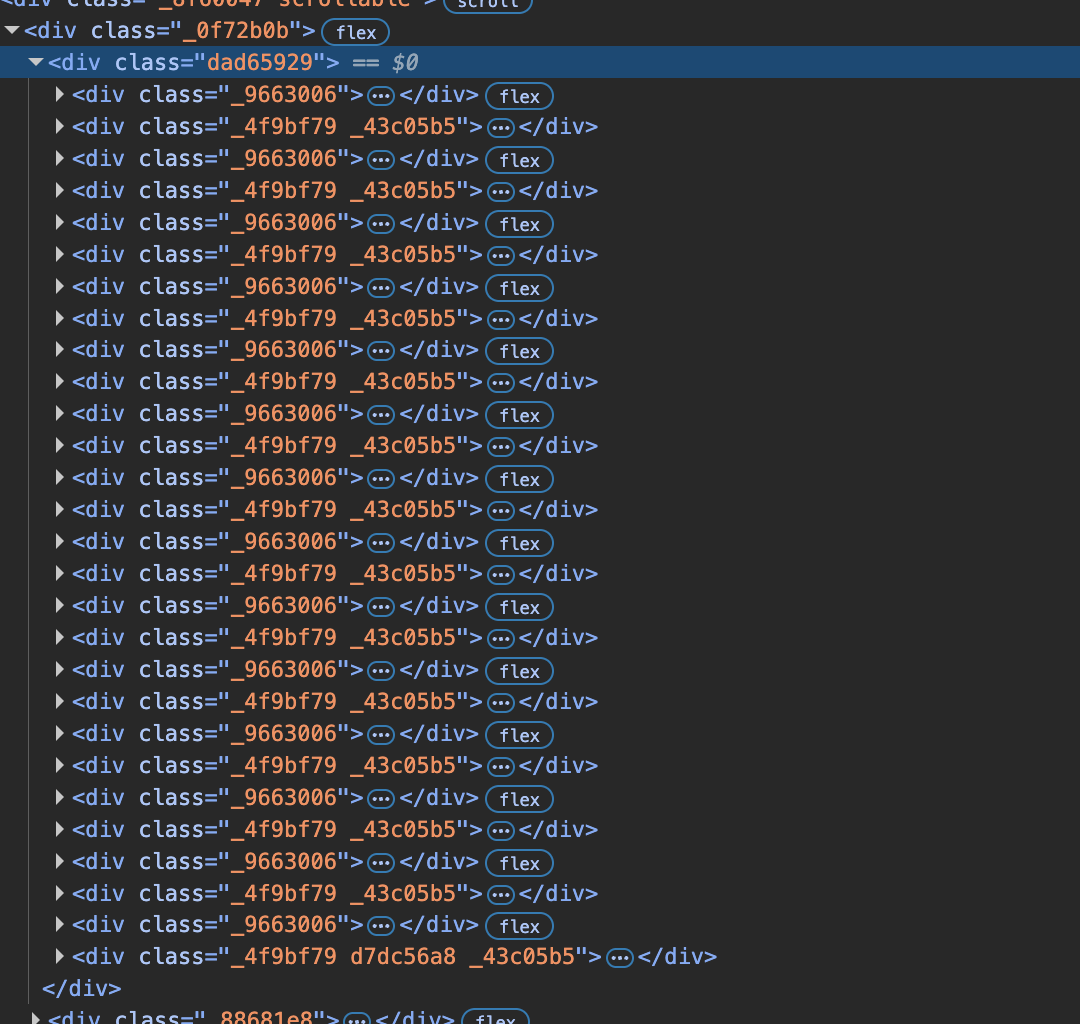 <div class="_8f60047 scrollable"> scroll
<div class="_0f72b0b"> flex
<div class="dad65929"> == $0
<div class="_9663006">…</div> flex
<div class="_4f9bf79 _43c05b5">…</div>
<div class="_9663006">…</div> flex
<div class="_4f9bf79 _43c05b5">…</div>
<div class="_9663006">…</div> flex
<div class="_4f9bf79 _43c05b5">…</div>
<div class="_9663006">…</div> flex
<div class="_4f9bf79 _43c05b5">…</div>
<div class="_9663006">…</div> flex
<div class="_4f9bf79 _43c05b5">…</div>
<div class="_9663006">…</div> flex
<div class="_4f9bf79 _43c05b5">…</div>
<div class="_9663006">…</div> flex
<div class="_4f9bf79 _43c05b5">…</div>
<div class="_9663006">…</div> flex
<div class="_4f9bf79 _43c05b5">…</div>
<div class="_9663006">…</div> flex
<div class="_4f9bf79 _43c05b5">…</div>
<div class="_9663006">…</div> flex
<div class="_4f9bf79 _43c05b5">…</div>
<div class="_9663006">…</div> flex
<div class="_4f9bf79 _43c05b5">…</div>
<div class="_9663006">…</div> flex
<div class="_4f9bf79 _43c05b5">…</div>
<div class="_9663006">…</div> flex
<div class="_4f9bf79 _43c05b5">…</div>
<div class="_9663006">…</div> flex
<div class="_4f9bf79 d7dc56a8 _43c05b5">…</div>
</div>
<div class="_88681e8">…</div> flex